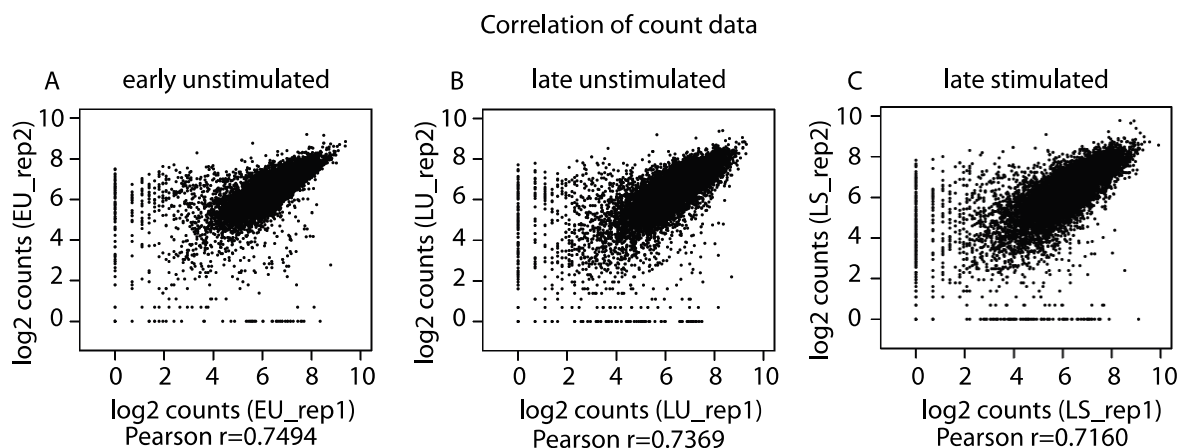 Correlation of count data
A early unstimulated
B late unstimulated
C late stimulated
log2 counts (EU_rep2)
10
8
6
4
2
0
0 2 4 6 8 10
log2 counts (EU_rep1)
Pearson r=0.7494
log2 counts (LU_rep2)
10
8
6
4
2
0
0 2 4 6 8 10
log2 counts (LU_rep1)
Pearson r=0.7369
log2 counts (LS_rep2)
10
8
6
4
2
0
0 2 4 6 8 10
log2 counts (LS_rep1)
Pearson r=0.7160